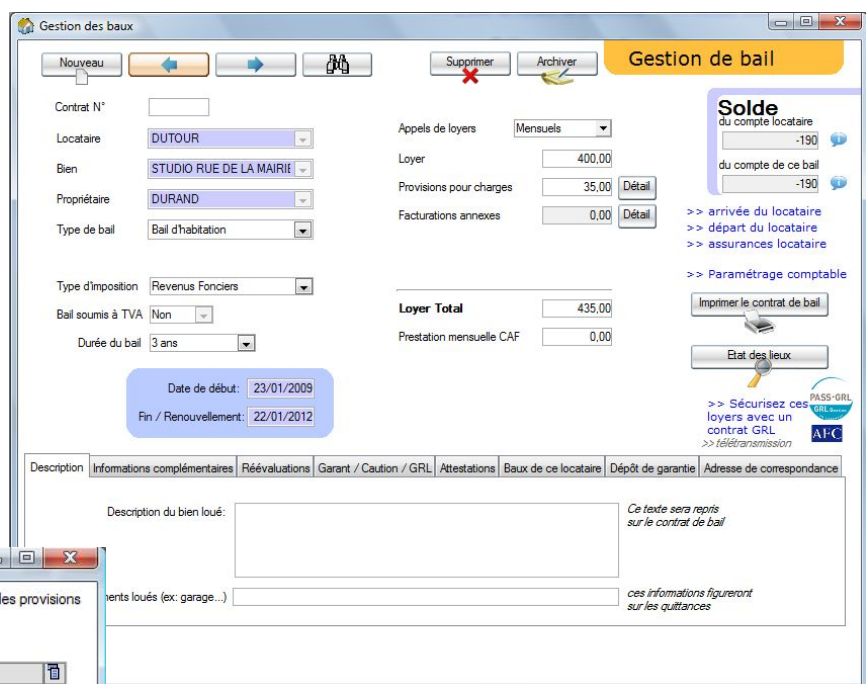 Gestion des baux
Nouveau
Supprimer
Archiver
Gestion de bail
Contrat N°
Locataire DUTOUR
Bien STUDIO RUE DE LA MAIRIE
Propriétaire DURAND
Type de bail Bail d'habitation
Type d'imposition Revenus Fonciers
Bail soumis à TVA Non
Durée du bail 3 ans
Date de début: 23/01/2009
Fin / Renouvellement: 22/01/2012
Appels de loyers Mensuels
Loyer 400,00
Provisions pour charges 35,00 Détail
Facturations annexes 0,00 Détail
Loyer Total 435,00
Prestation mensuelle CAF 0,00
Solde
du compte locataire
-190
du compte de ce bail
-190
>> arrivée du locataire
>> départ du locataire
>> assurances locataire
>> Paramétrage comptable
Imprimer le contrat de bail
Etat des lieux
>> Sécurisez ces
loyers avec un
contrat GRL
>>télétransmission
PASS-GRL
AFC
Description Informations complémentaires Réévaluations Garant / Caution / GRL Attestations Baux de ce locataire Dépôt de garantie Adresse de correspondance
Description du bien loué:
Ce texte sera repris
sur le contrat de bail
ments loués (ex: garage...)
ces informations figureront
sur les quittances
des provisions